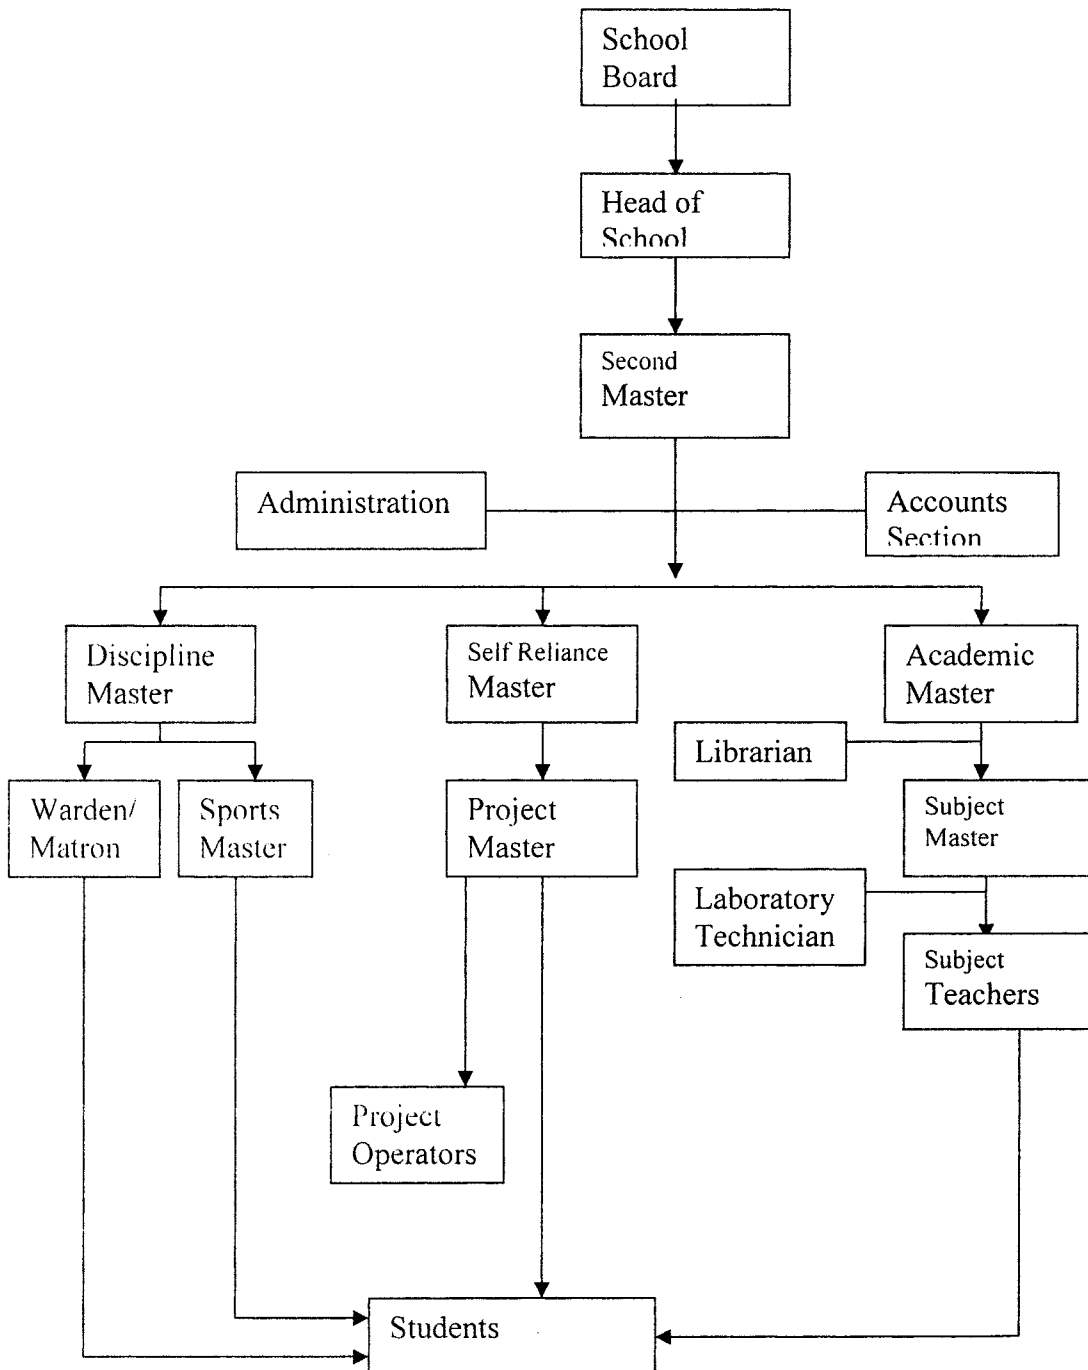 School
Board
Head of
School
Second
Master
Administration
Accounts
Section
Discipline
Master
Self Reliance
Master
Academic
Master
Librarian
Warden/
Matron
Sports
Master
Project
Master
Subject
Master
Laboratory
Technician
Subject
Teachers
Project
Operators
Students